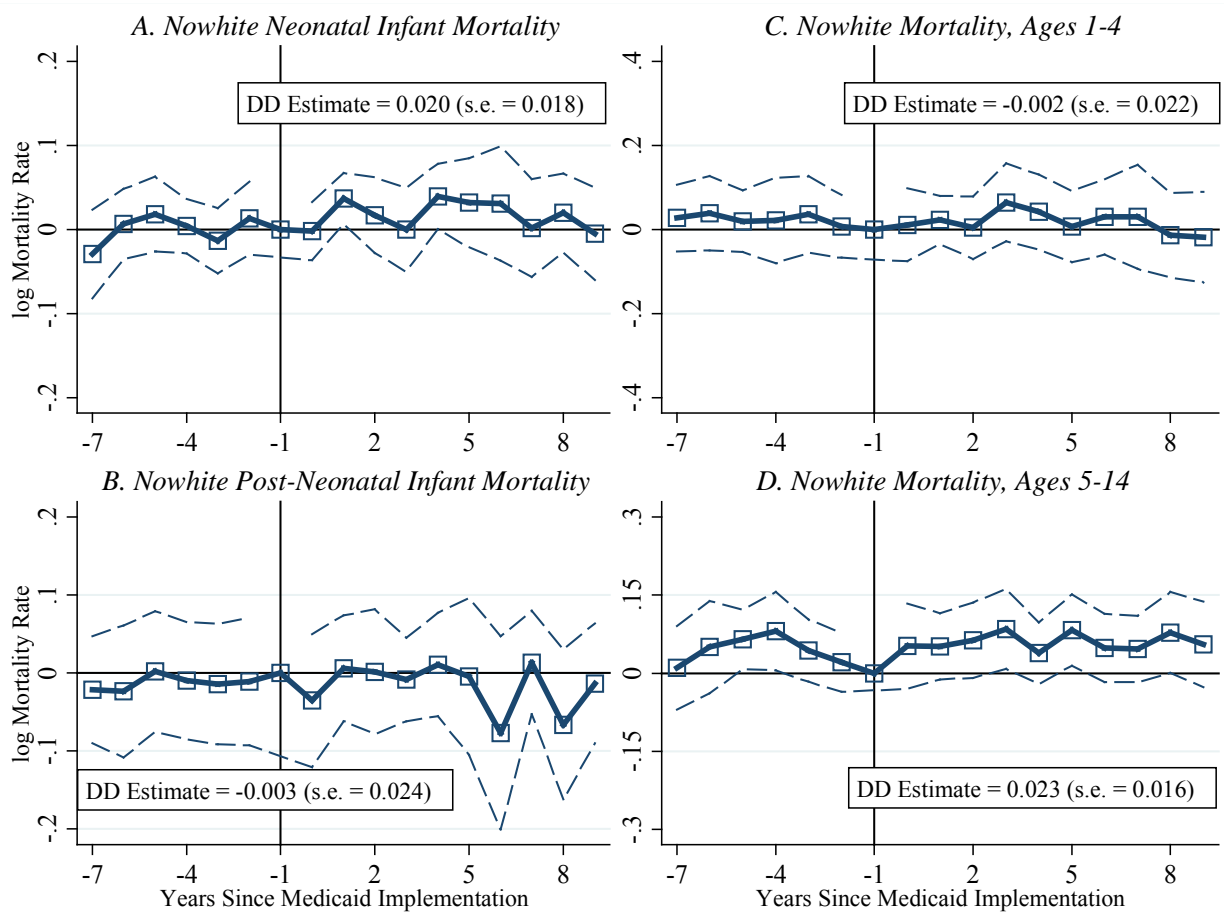 A. Nowhite Neonatal Infant Mortality
log Mortality Rate
.2
.1
0
-.1
-.2
DD Estimate = 0.020 (s.e. = 0.018)
-7 -4 -1 2 5 8
C. Nowhite Mortality, Ages 1-4
.4
.2
0
-.2
-.4
DD Estimate = -0.002 (s.e. = 0.022)
-7 -4 -1 2 5 8
B. Nowhite Post-Neonatal Infant Mortality
log Mortality Rate
.2
.1
0
-.1
-.2
DD Estimate = -0.003 (s.e. = 0.024)
-7 -4 -1 2 5 8
Years Since Medicaid Implementation
D. Nowhite Mortality, Ages 5-14
.3
.15
0
-.15
-.3
DD Estimate = 0.023 (s.e. = 0.016)
-7 -4 -1 2 5 8
Years Since Medicaid Implementation